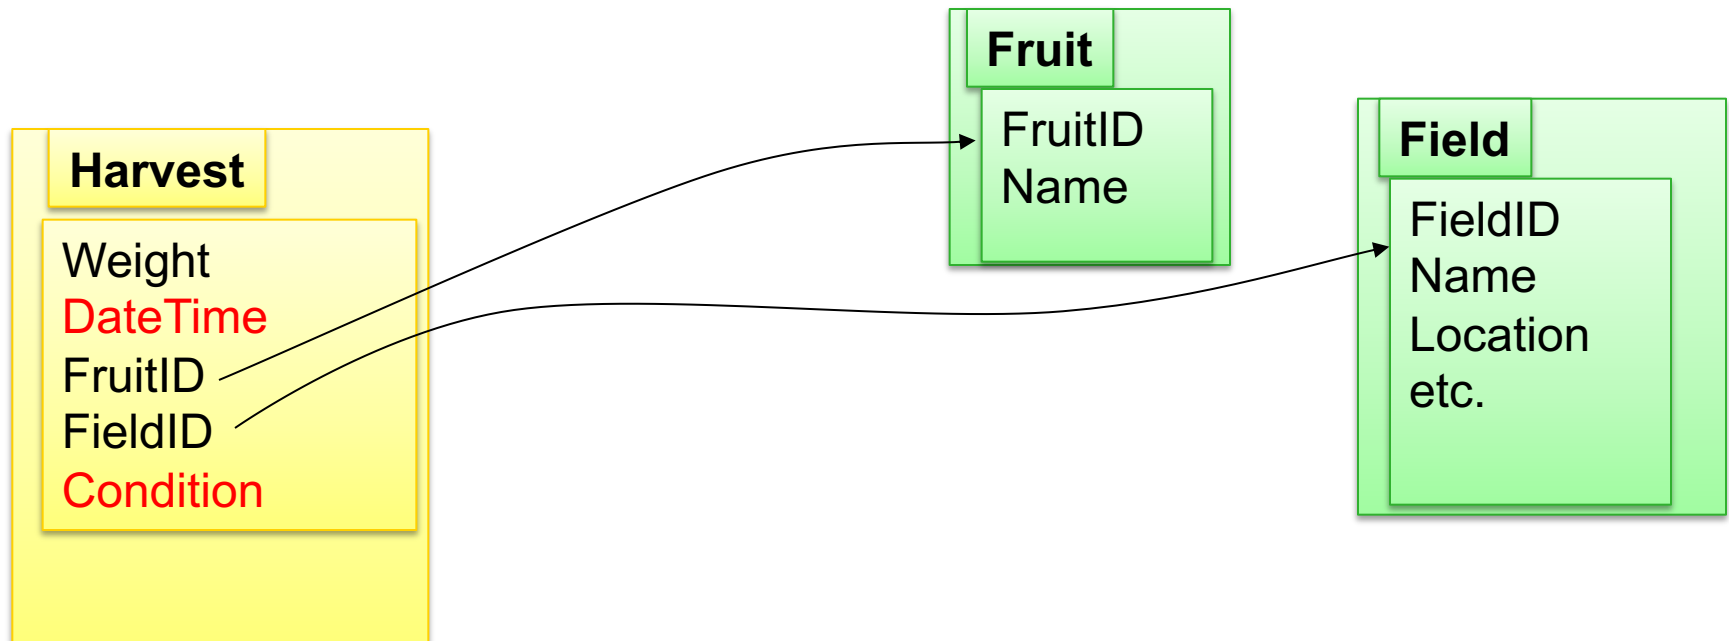 Harvest
Weight
DateTime
FruitID
FieldID
Condition
Fruit
FruitID
Name
Field
FieldID
Name
Location
etc.